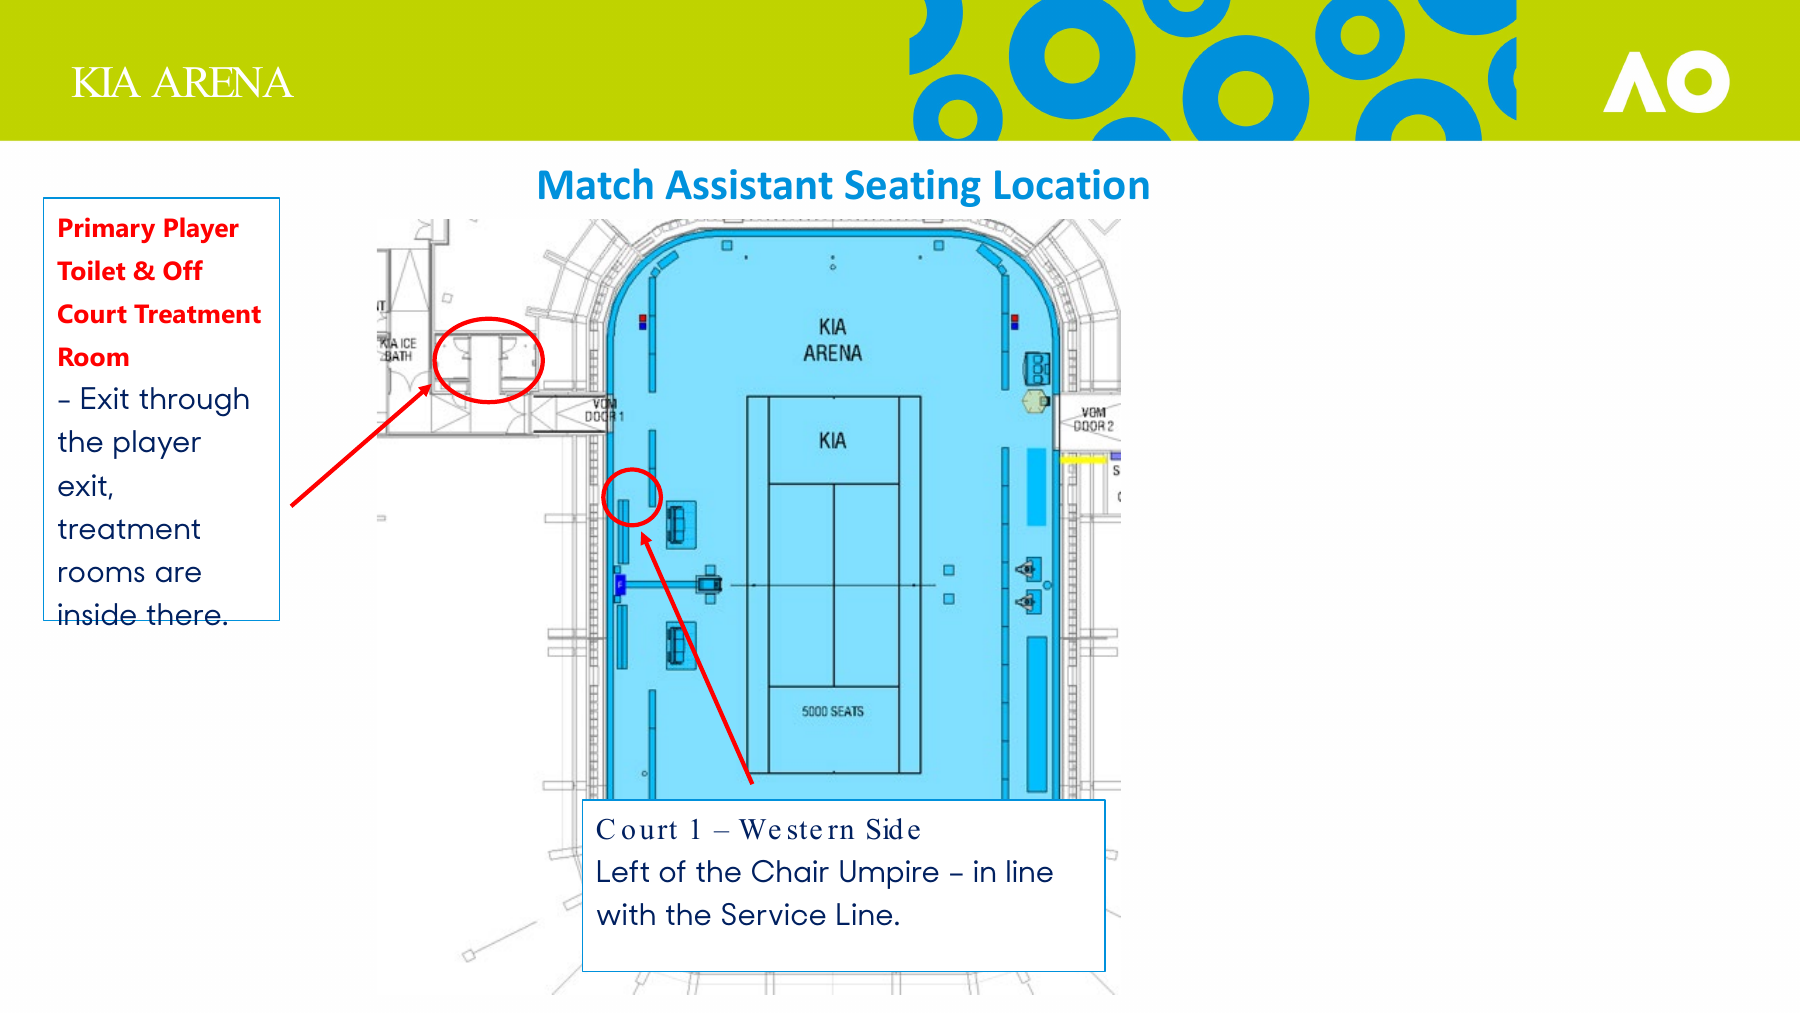 KIA ARENA
AO
Match Assistant Seating Location
Primary Player
Toilet & Off
Court Treatment
Room
– Exit through
the player
exit,
treatment
rooms are
inside there.
KIA ICE
BATH
VOM
DOOR 1
KIA
ARENA
KIA
VOM
DOOR 2
5000 SEATS
Court 1 – Western Side
Left of the Chair Umpire – in line
with the Service Line.